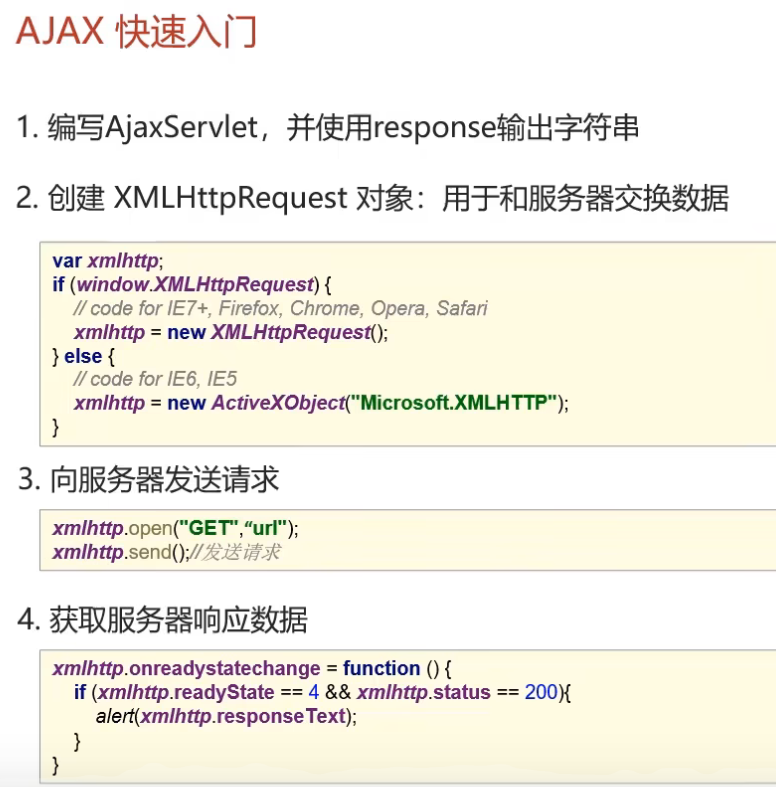 AJAX 快速入门
1. 编写AjaxServlet，并使用response输出字符串
2. 创建 XMLHttpRequest 对象：用于和服务器交换数据
var xmlhttp;
if (window.XMLHttpRequest) {
// code for IE7+, Firefox, Chrome, Opera, Safari
xmlhttp = new XMLHttpRequest();
} else {
// code for IE6, IE5
xmlhttp = new ActiveXObject("Microsoft.XMLHTTP");
}
3. 向服务器发送请求
xmlhttp.open("GET",“url");
xmlhttp.send();//发送请求
4. 获取服务器响应数据
xmlhttp.onreadystatechange = function () {
if (xmlhttp.readyState == 4 && xmlhttp.status == 200){
alert(xmlhttp.responseText);
}
}